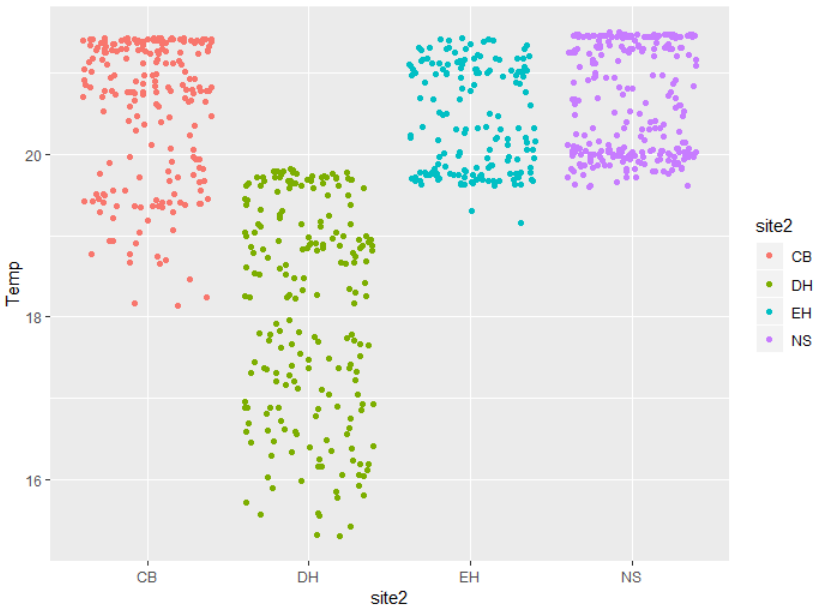 Temp
20
18
16
CB DH EH NS
site2
site2
CB
DH
EH
NS